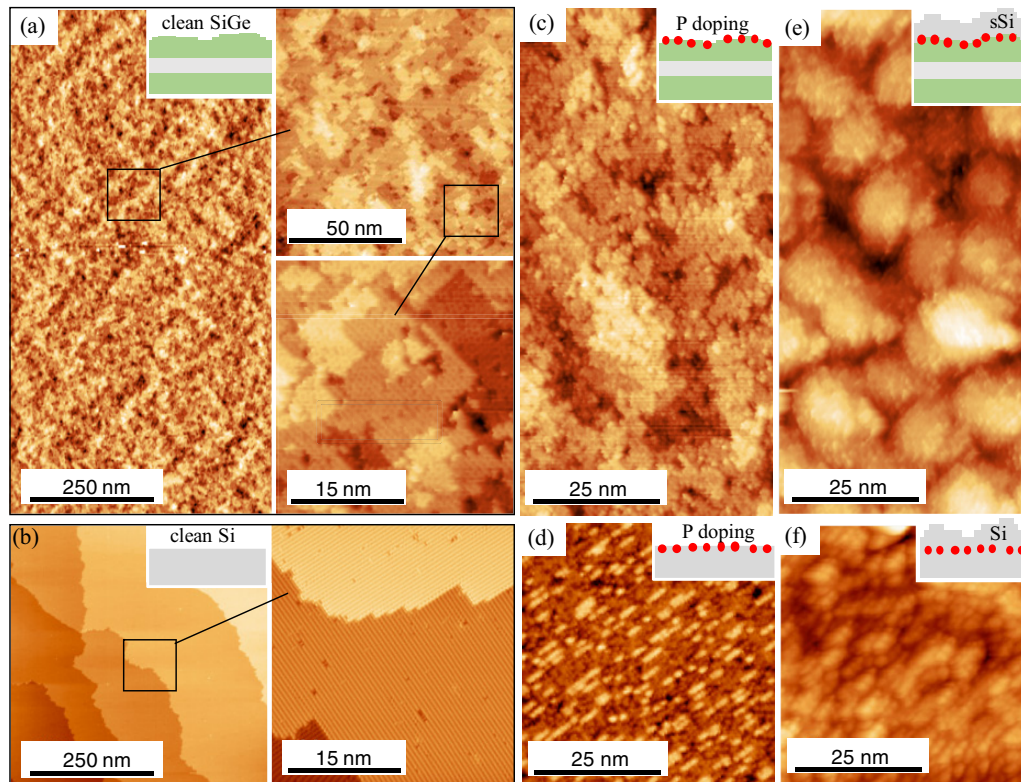 (a)
clean SiGe
50 nm
250 nm
15 nm
(c)
P doping
25 nm
(e)
sSi
25 nm
(b)
clean Si
250 nm
15 nm
(d)
P doping
25 nm
(f)
Si
25 nm